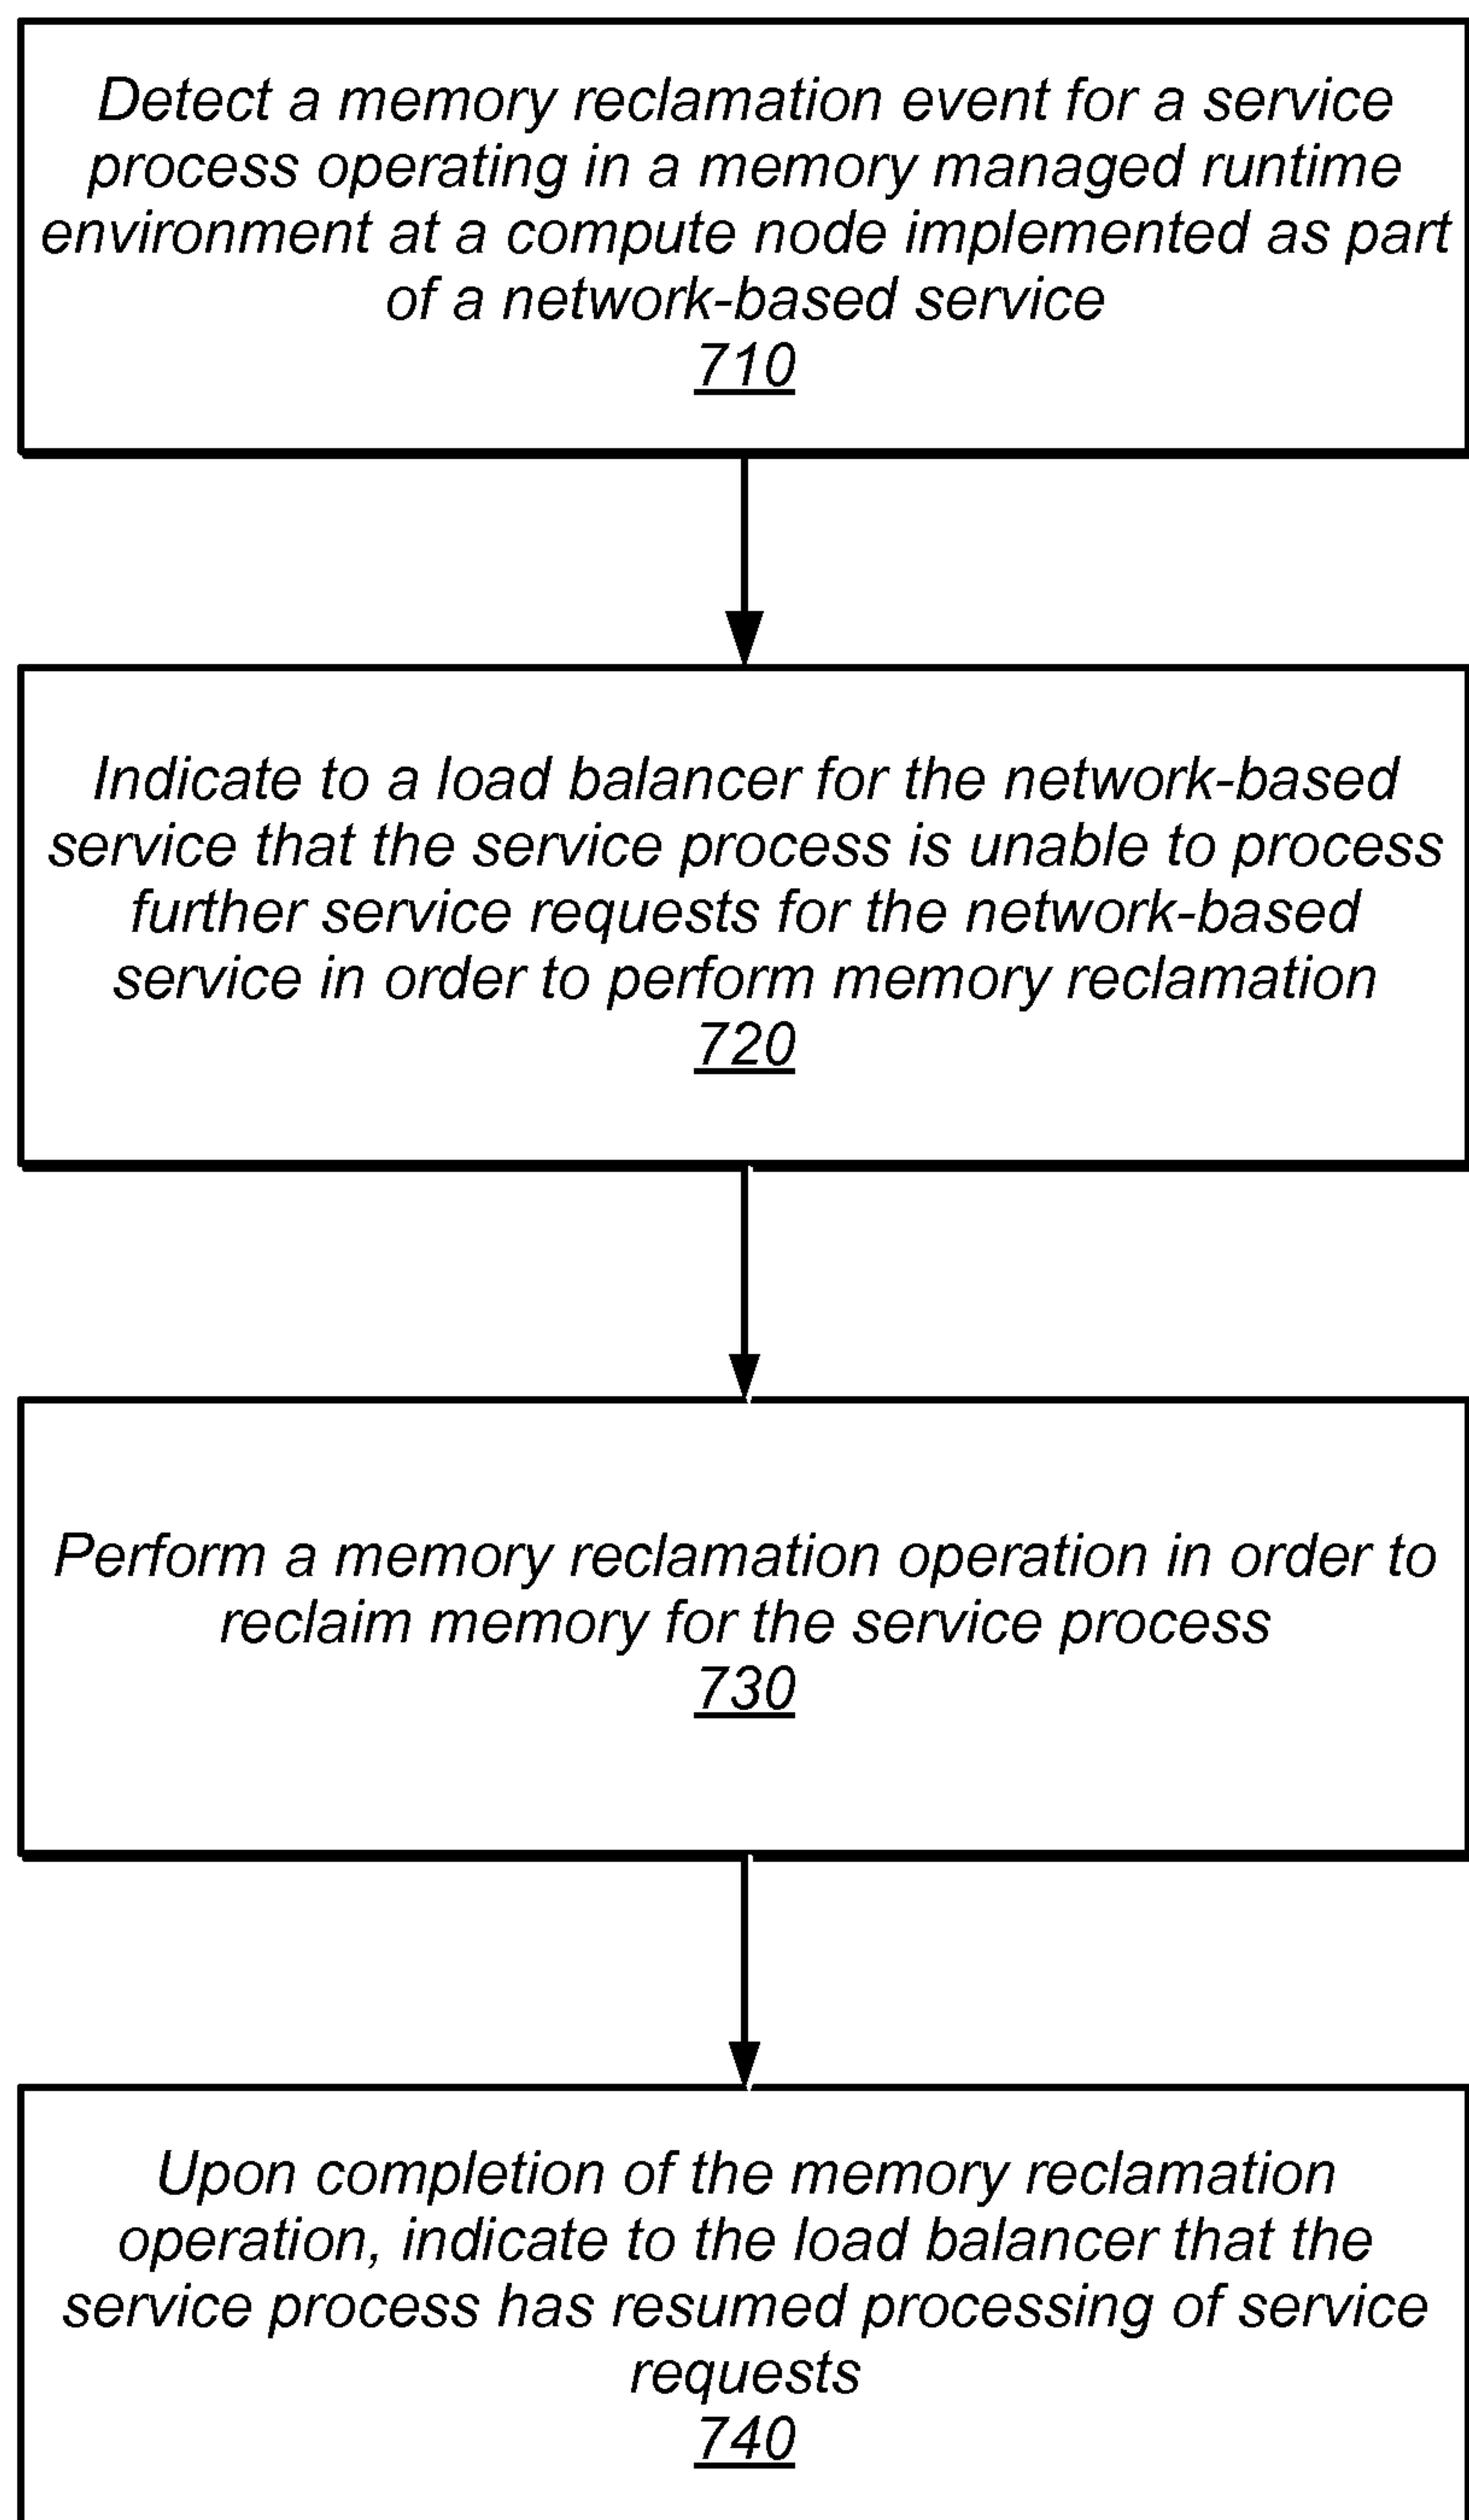 Detect a memory reclamation event for a service
process operating in a memory managed runtime
environment at a compute node implemented as part
of a network-based service
710
Indicate to a load balancer for the network-based
service that the service process is unable to process
further service requests for the network-based
service in order to perform memory reclamation
720
Perform a memory reclamation operation in order to
reclaim memory for the service process
730
Upon completion of the memory reclamation
operation, indicate to the load balancer that the
service process has resumed processing of service
requests
740